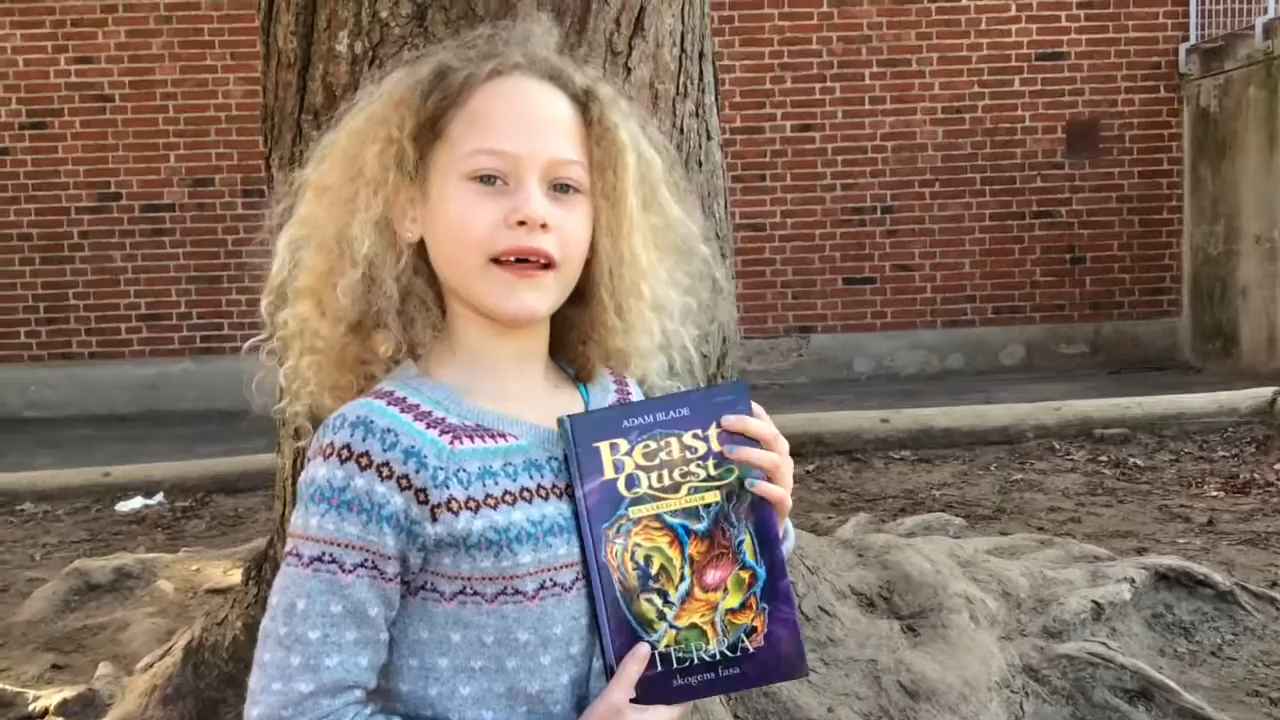 ADAM BLADE
Beast
Quest
EN VÄRLD I LÅGOR
TERRA
skogens fasa